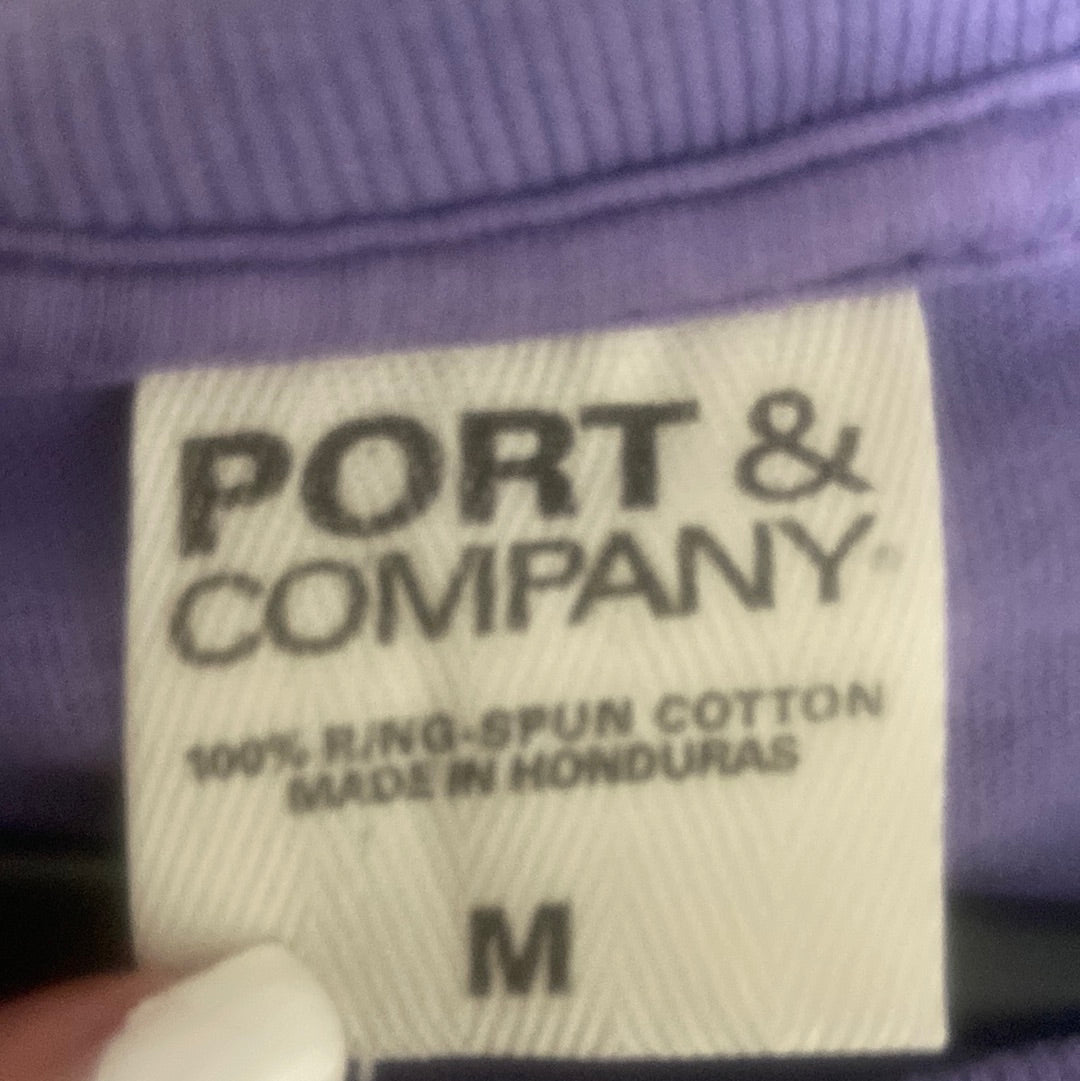 PORT &
COMPANY®
100% RING-SPUN COTTON
MADE IN HONDURAS
M